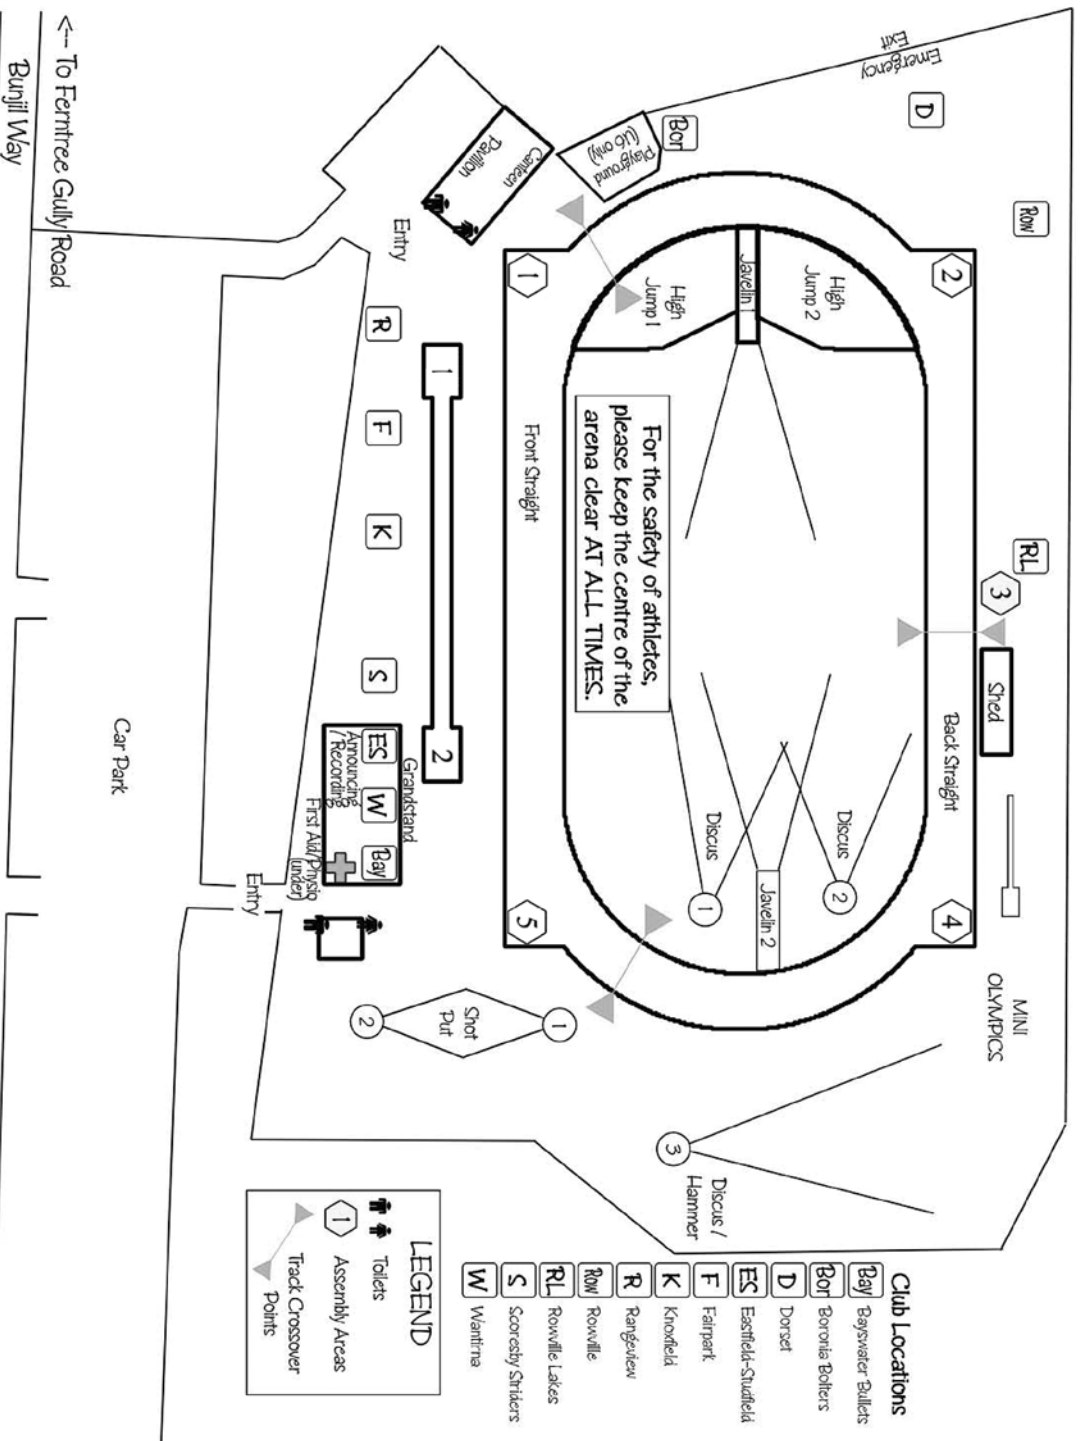 Emergency
Exit
D
Row
RL
3
Shed
MINI
OLYMPICS
Bor
Playground
(U6 only)
2
High
Jump 2
Javelin 1
High
Jump 1
1
Back Straight
4
Discus
2
Javelin 2
Discus
1
For the safety of athletes,
please keep the centre of the
arena clear AT ALL TIMES.
Front Straight
5
Canteen
Pavilion
Entry
1
2
R
F
K
S
Grandstand
ES
W
Bay
Announcing
/ Recording
First Aid/Physio
(under)
Entry
1
Shot
Put
2
3
Discus /
Hammer
Car Park
<-- To Ferntree Gully Road
Bunjil Way
Club Locations
Bay Bayswater Bullets
Bor Boronia Bolters
D Dorset
ES Eastfield-Studfield
F Fairpark
K Knoxfield
R Rangeview
Row Rowville
RL Rowville Lakes
S Scoresby Striders
W Wantirna
LEGEND
Toilets
1 Assembly Areas
Track Crossover
Points